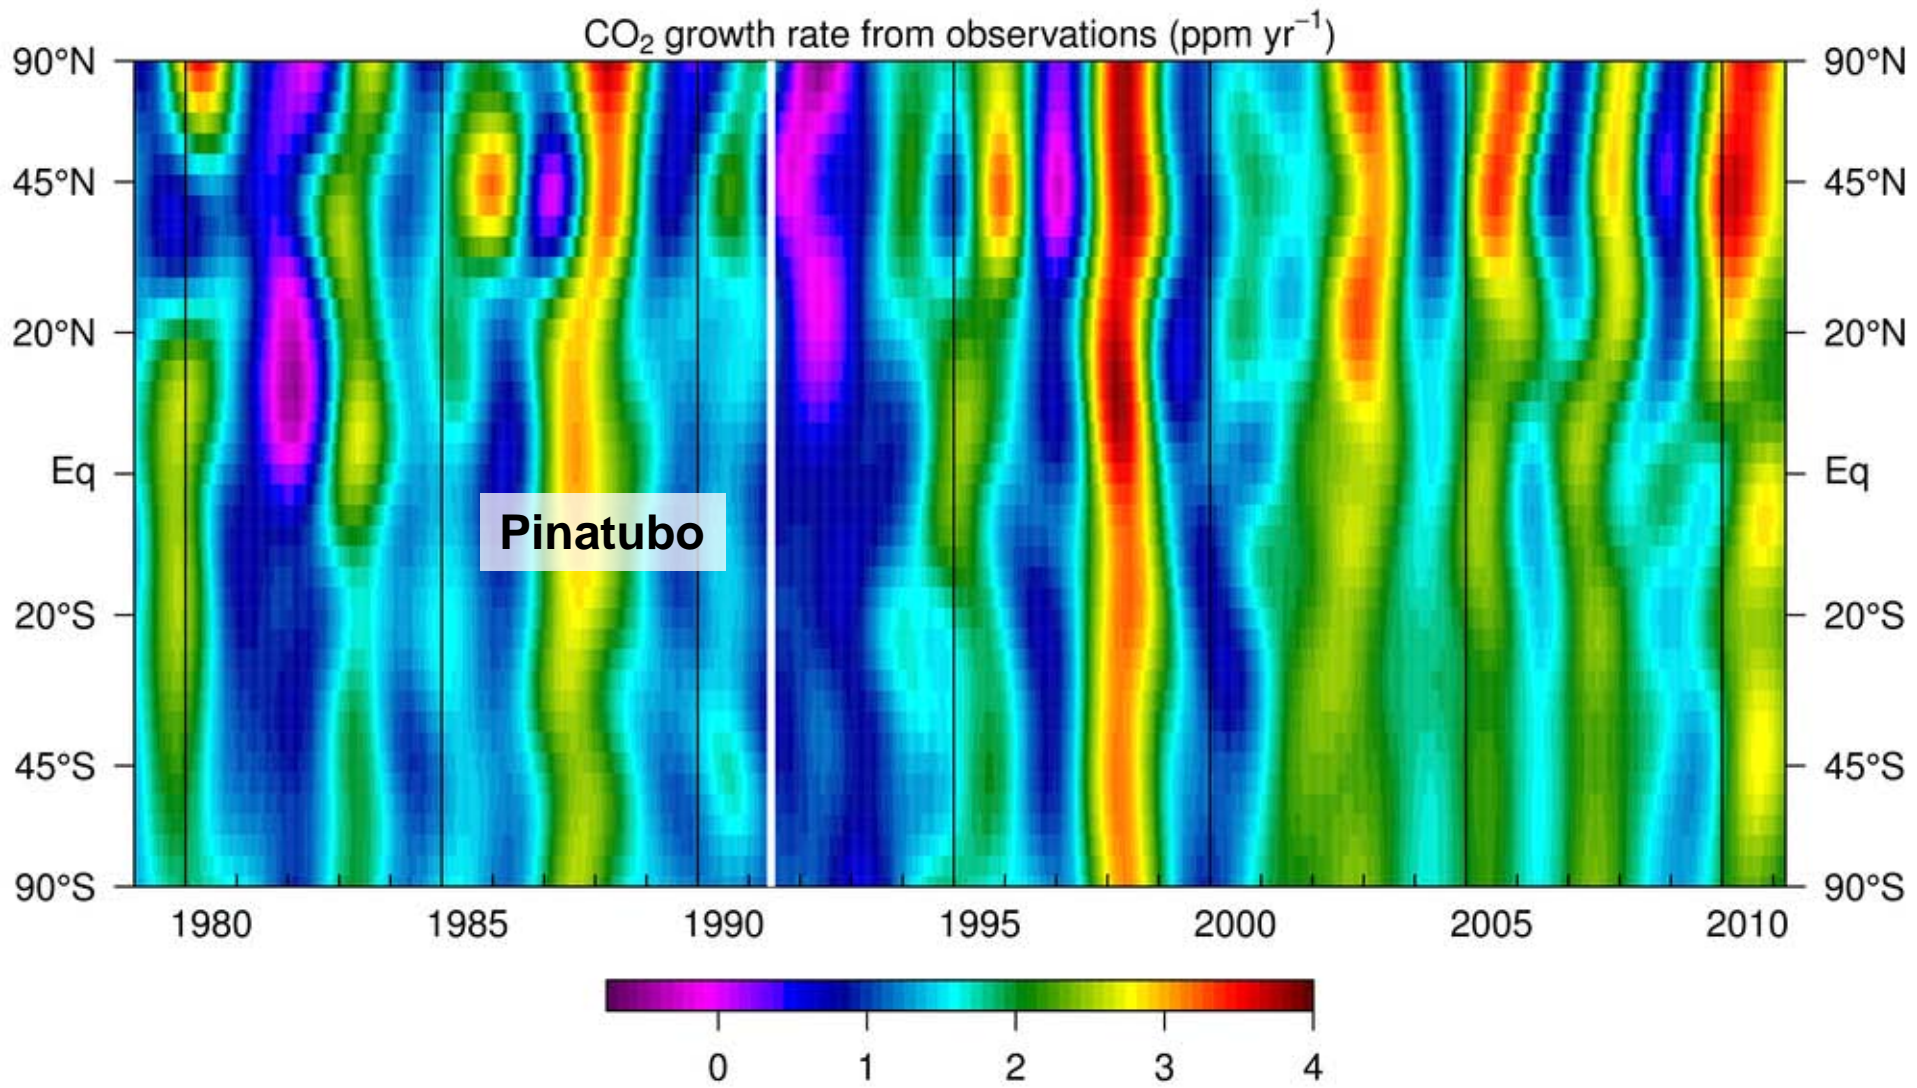 CO₂ growth rate from observations (ppm yr⁻¹)
90°N 90°N
45°N 45°N
20°N 20°N
Eq Eq
Pinatubo
20°S 20°S
45°S 45°S
90°S 90°S
1980 1985 1990 1995 2000 2005 2010
0 1 2 3 4